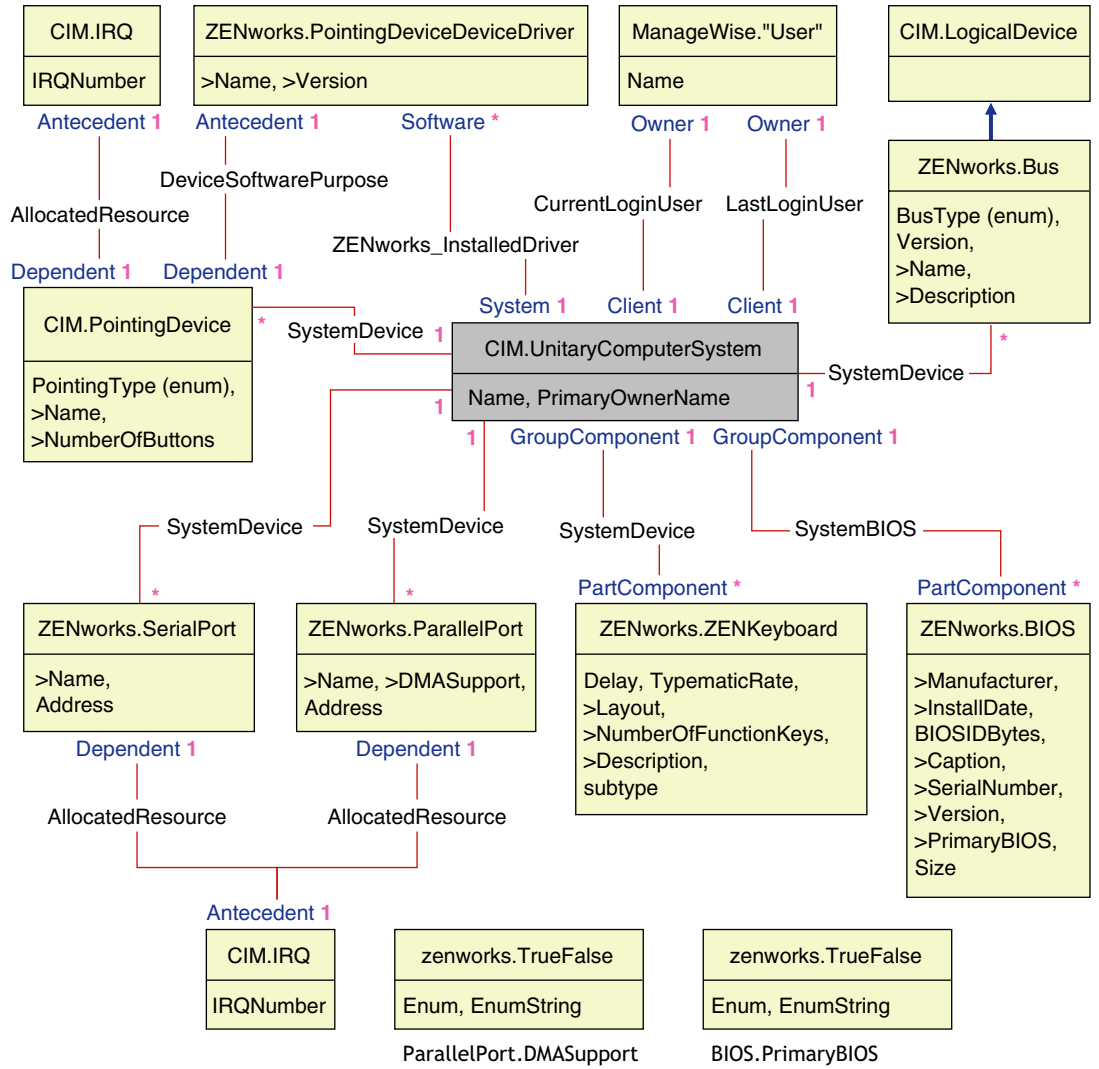 CIM.IRQ
IRQNumber
ZENworks.PointingDeviceDeviceDriver
>Name, >Version
ManageWise."User"
Name
CIM.LogicalDevice
Antecedent 1
Antecedent 1
Software *
Owner 1
Owner 1
DeviceSoftwarePurpose
AllocatedResource
ZENworks_InstalledDriver
CurrentLoginUser
LastLoginUser
ZENworks.Bus
BusType (enum),
Version,
>Name,
>Description
*
Dependent 1
Dependent 1
System 1
Client 1
Client 1
CIM.PointingDevice
PointingType (enum),
>Name,
>NumberOfButtons
*
SystemDevice
1
CIM.UnitaryComputerSystem
Name, PrimaryOwnerName
SystemDevice
1
1
1
GroupComponent 1
GroupComponent 1
SystemDevice
SystemDevice
SystemDevice
SystemBIOS
*
*
PartComponent *
PartComponent *
ZENworks.SerialPort
>Name,
Address
ZENworks.ParallelPort
>Name, >DMASupport,
Address
ZENworks.ZENKeyboard
Delay, TypematicRate,
>Layout,
>NumberOfFunctionKeys,
>Description,
subtype
ZENworks.BIOS
>Manufacturer,
>InstallDate,
BIOSIDBytes,
>Caption,
>SerialNumber,
>Version,
>PrimaryBIOS,
Size
Dependent 1
Dependent 1
AllocatedResource
AllocatedResource
Antecedent 1
CIM.IRQ
IRQNumber
zenworks.TrueFalse
Enum, EnumString
ParallelPort.DMASupport
zenworks.TrueFalse
Enum, EnumString
BIOS.PrimaryBIOS